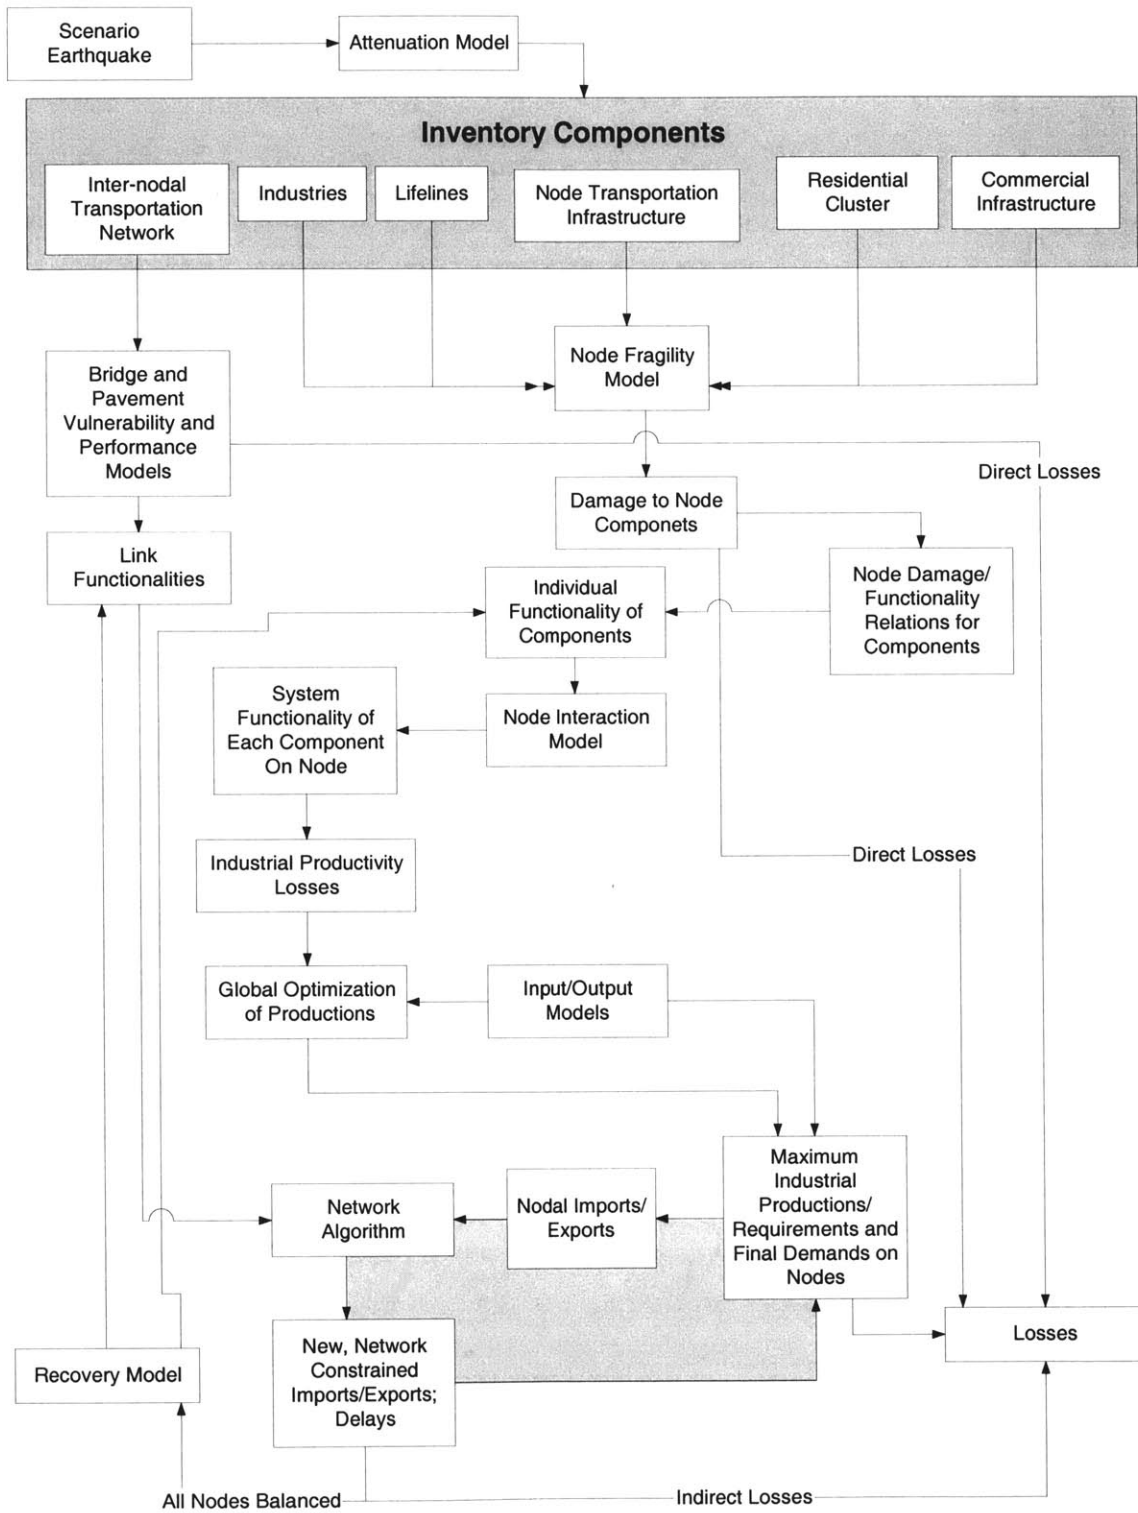 Scenario
Earthquake
Attenuation Model
Inventory Components
Inter-nodal
Transportation
Network
Industries
Lifelines
Node Transportation
Infrastructure
Residential
Cluster
Commercial
Infrastructure
Node Fragility
Model
Bridge and
Pavement
Vulnerability and
Performance
Models
Direct Losses
Damage to Node
Componets
Link
Functionalities
Individual
Functionality of
Components
Node Damage/
Functionality
Relations for
Components
System
Functionality of
Each Component
On Node
Node Interaction
Model
Industrial Productivity
Losses
Direct Losses
Global Optimization
of Productions
Input/Output
Models
Maximum
Industrial
Productions/
Requirements and
Final Demands on
Nodes
Nodal Imports/
Exports
Network
Algorithm
Losses
New, Network
Constrained
Imports/Exports;
Delays
Recovery Model
All Nodes Balanced
Indirect Losses